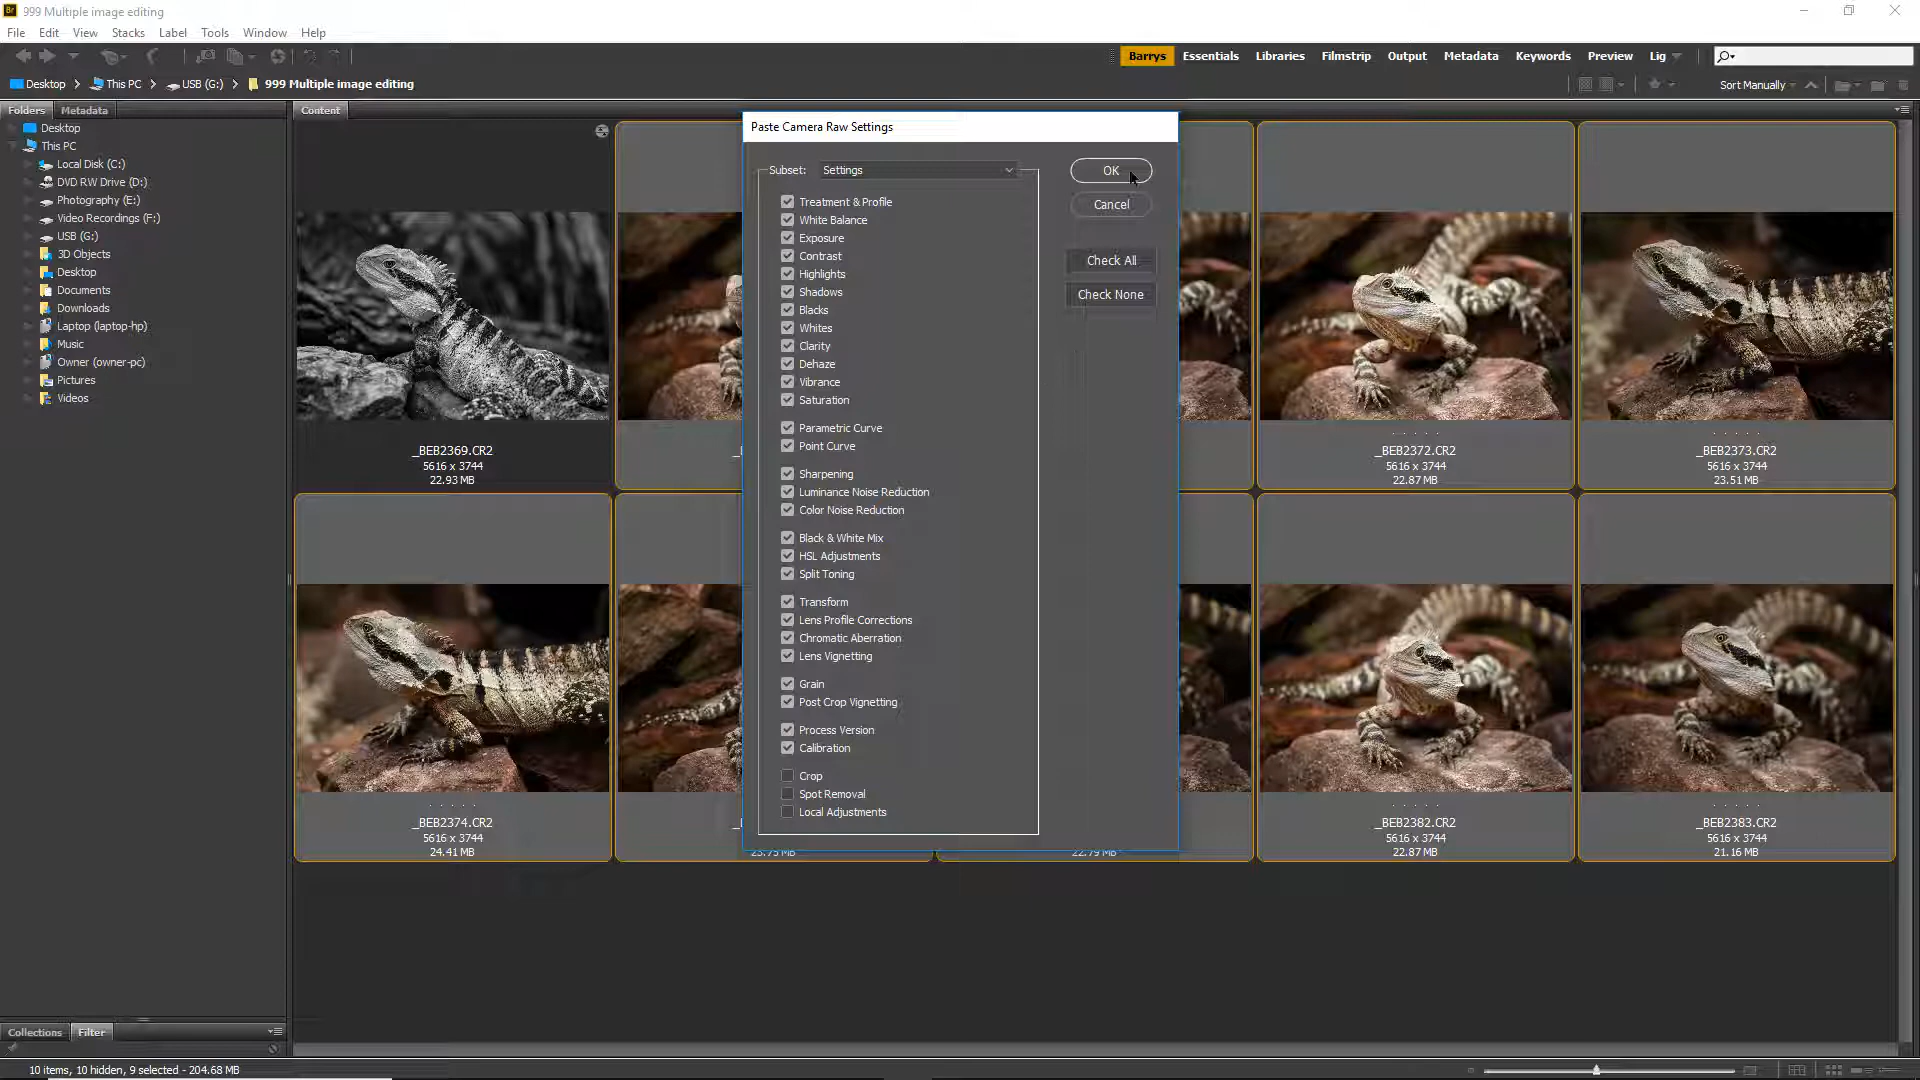 Br 999 Multiple image editing
File Edit View Stacks Label Tools Window Help
Barrys Essentials Libraries Filmstrip Output Metadata Keywords Preview Lig
Desktop This PC USB (G:) 999 Multiple image editing
Sort Manually
Folders Metadata
Content
Desktop
This PC
Local Disk (C:)
DVD RW Drive (D:)
Photography (E:)
Video Recordings (F:)
USB (G:)
3D Objects
Desktop
Documents
Downloads
Laptop (laptop-hp)
Music
Owner (owner-pc)
Pictures
Videos
Paste Camera Raw Settings
Subset: Settings
OK
Cancel
Check All
Check None
Treatment & Profile
White Balance
Exposure
Contrast
Highlights
Shadows
Blacks
Whites
Clarity
Dehaze
Vibrance
Saturation
Parametric Curve
Point Curve
Sharpening
Luminance Noise Reduction
Color Noise Reduction
Black & White Mix
HSL Adjustments
Split Toning
Transform
Lens Profile Corrections
Chromatic Aberration
Lens Vignetting
Grain
Post Crop Vignetting
Process Version
Calibration
Crop
Spot Removal
Local Adjustments
_BEB2369.CR2
5616 x 3744
22.93 MB
_BEB2372.CR2
5616 x 3744
22.87 MB
_BEB2373.CR2
5616 x 3744
23.51 MB
_BEB2374.CR2
5616 x 3744
24.41 MB
23.75 MB
22.79 MB
_BEB2382.CR2
5616 x 3744
22.87 MB
_BEB2383.CR2
5616 x 3744
21.16 MB
Collections Filter
10 items, 10 hidden, 9 selected - 204.68 MB